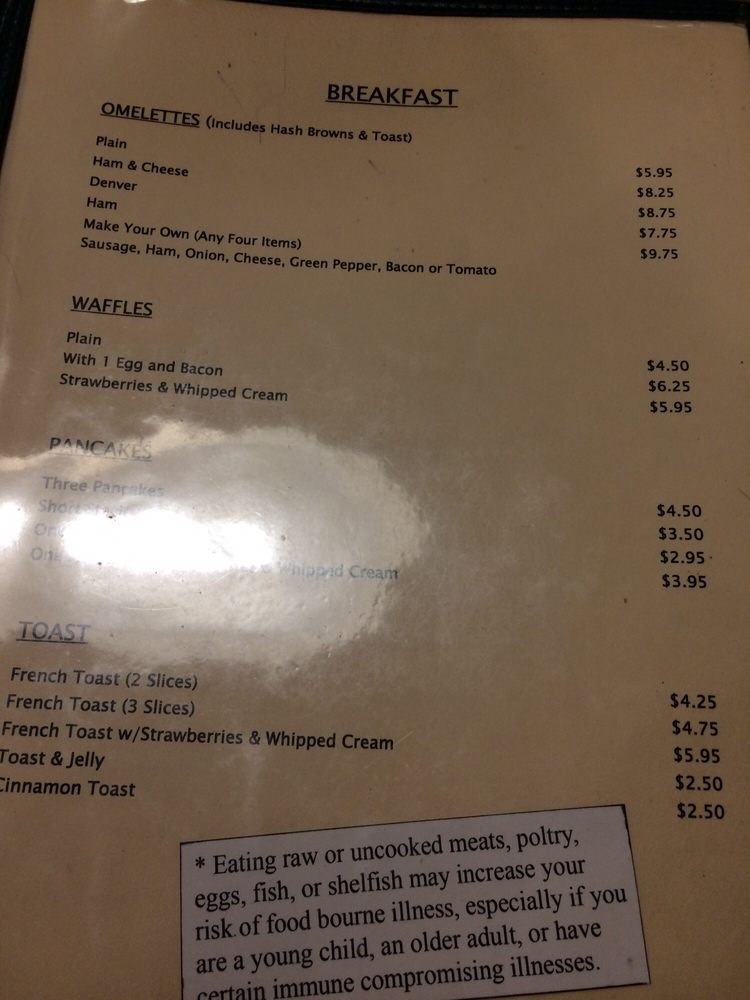 BREAKFAST
OMELETTES (Includes Hash Browns & Toast)
Plain $5.95
Ham & Cheese $8.25
Denver $8.75
Ham $7.75
Make Your Own (Any Four Items) $9.75
Sausage, Ham, Onion, Cheese, Green Pepper, Bacon or Tomato
WAFFLES
Plain $4.50
With 1 Egg and Bacon $6.25
Strawberries & Whipped Cream $5.95
PANCAKES
Three Pancakes $4.50
Short $3.50
$2.95
One & Whipped Cream $3.95
TOAST
French Toast (2 Slices) $4.25
French Toast (3 Slices) $4.75
French Toast w/Strawberries & Whipped Cream $5.95
Toast & Jelly $2.50
Cinnamon Toast $2.50
* Eating raw or uncooked meats, poltry,
eggs, fish, or shelfish may increase your
risk of food bourne illness, especially if you
are a young child, an older adult, or have
certain immune compromising illnesses.